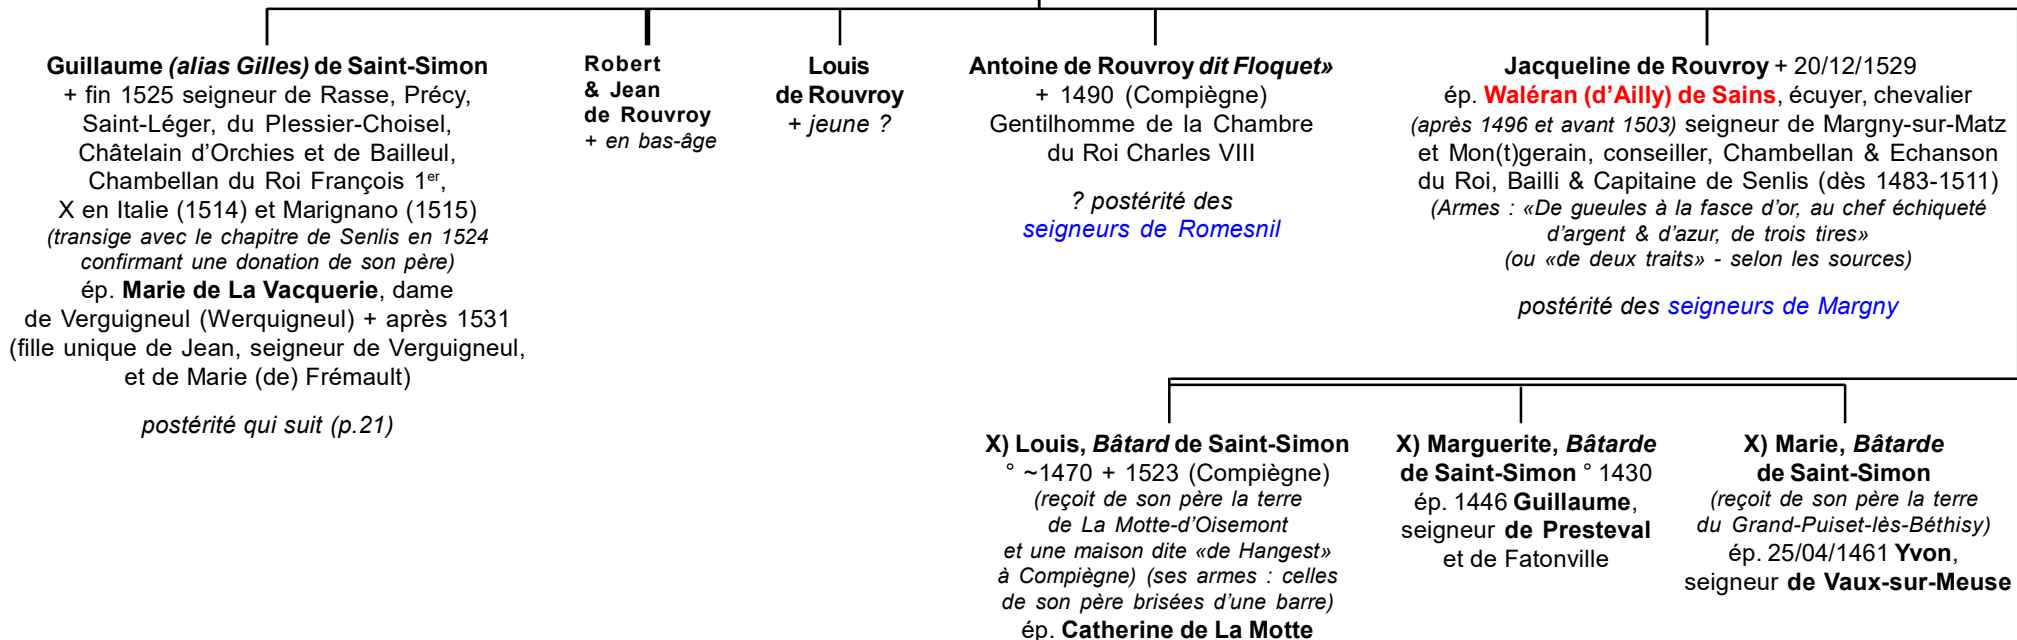 Guillaume (alias Gilles) de Saint-Simon
+ fin 1525 seigneur de Rasse, Précy,
Saint-Léger, du Plessier-Choisel,
Châtelain d’Orchies et de Bailleul,
Chambellan du Roi François 1er,
X en Italie (1514) et Marignano (1515)
(transige avec le chapitre de Senlis en 1524
confirmant une donation de son père)
ép. Marie de La Vacquerie, dame
de Verguigneul (Werquigneul) + après 1531
(fille unique de Jean, seigneur de Verguigneul,
et de Marie (de) Frémault)
postérité qui suit (p.21)
Robert
& Jean
de Rouvroy
+ en bas-âge
Louis
de Rouvroy
+ jeune ?
Antoine de Rouvroy dit Floquet»
+ 1490 (Compiègne)
Gentilhomme de la Chambre
du Roi Charles VIII
? postérité des
seigneurs de Romesnil
Jacqueline de Rouvroy + 20/12/1529
ép. Waléran (d’Ailly) de Sains, écuyer, chevalier
(après 1496 et avant 1503) seigneur de Margny-sur-Matz
et Mon(t)gerain, conseiller, Chambellan & Echanson
du Roi, Bailli & Capitaine de Senlis (dès 1483-1511)
(Armes : «De gueules à la fasce d’or, au chef échiqueté
d’argent & d’azur, de trois tires»
(ou «de deux traits» - selon les sources)
postérité des seigneurs de Margny
X) Louis, Bâtard de Saint-Simon
° ~1470 + 1523 (Compiègne)
(reçoit de son père la terre
de La Motte-d’Oisemont
et une maison dite «de Hangest»
à Compiègne) (ses armes : celles
de son père brisées d’une barre)
ép. Catherine de La Motte
X) Marguerite, Bâtarde
de Saint-Simon ° 1430
ép. 1446 Guillaume,
seigneur de Presteval
et de Fatonville
X) Marie, Bâtarde
de Saint-Simon
(reçoit de son père la terre
du Grand-Puiset-lès-Béthisy)
ép. 25/04/1461 Yvon,
seigneur de Vaux-sur-Meuse